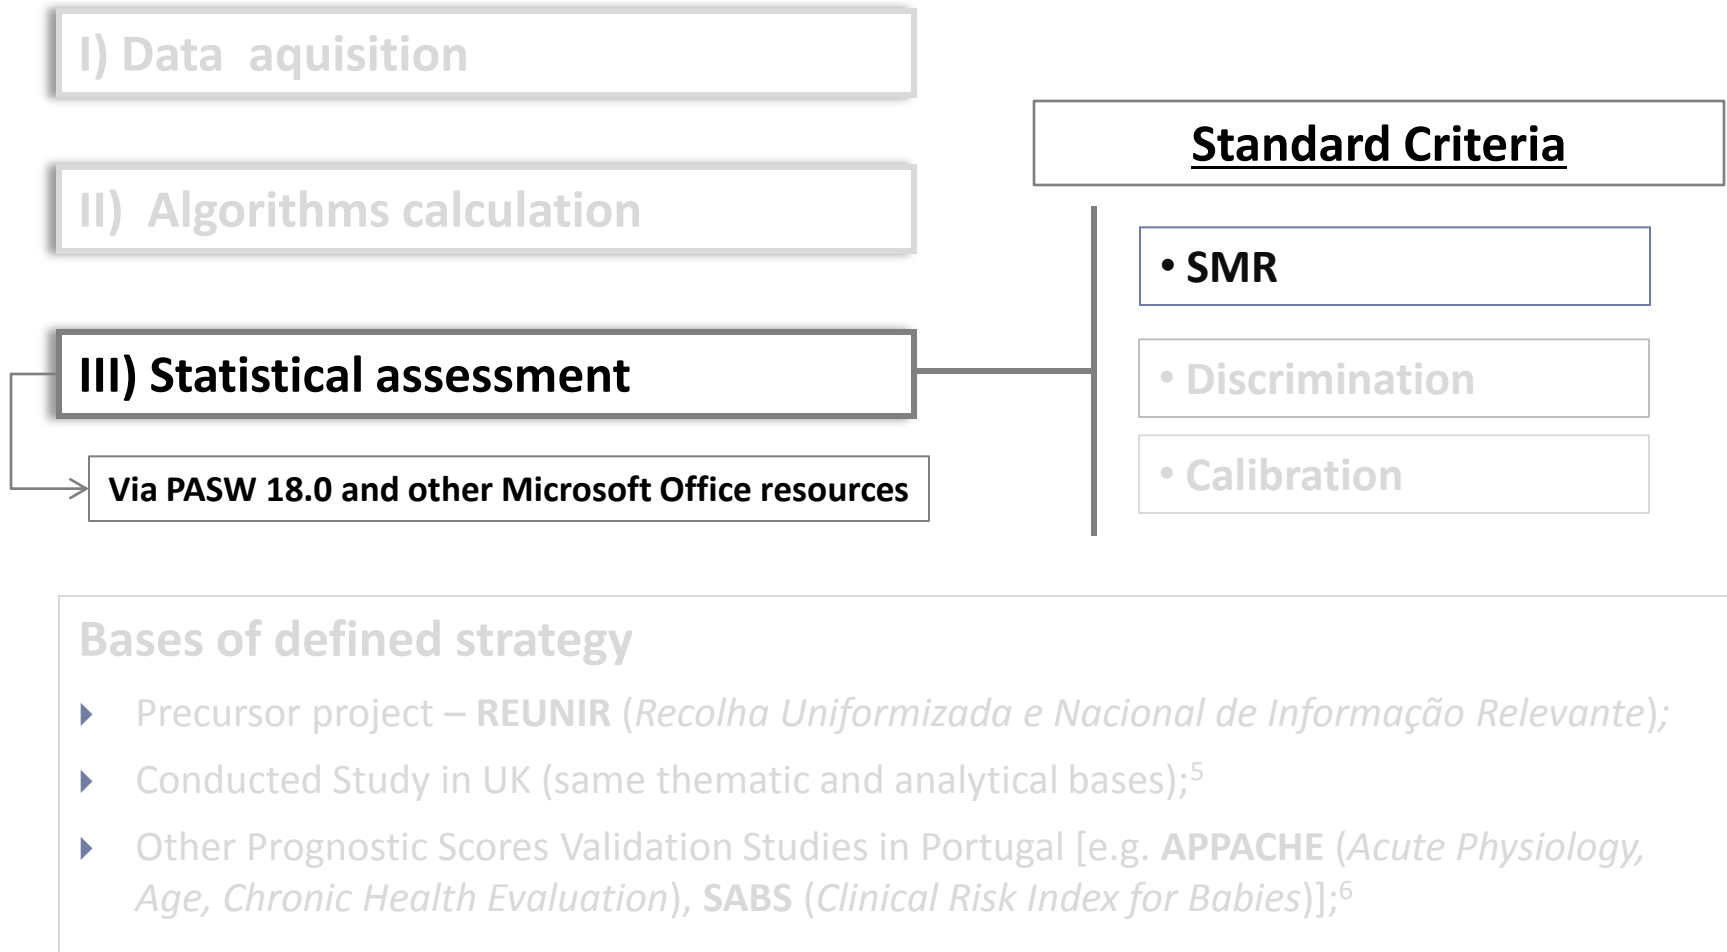 I) Data aquisition
II) Algorithms calculation
III) Statistical assessment
Via PASW 18.0 and other Microsoft Office resources
Standard Criteria
• SMR
• Discrimination
• Calibration
Bases of defined strategy
Precursor project – REUNIR (Recolha Uniformizada e Nacional de Informação Relevante);
Conducted Study in UK (same thematic and analytical bases);5
Other Prognostic Scores Validation Studies in Portugal [e.g. APPACHE (Acute Physiology,
Age, Chronic Health Evaluation), SABS (Clinical Risk Index for Babies)];6